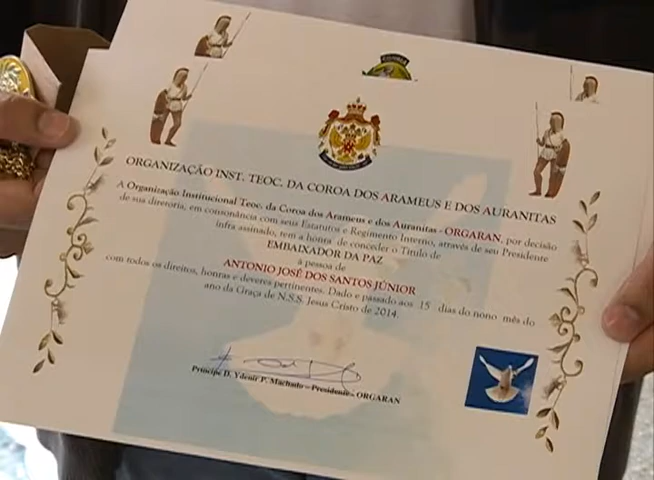 ORGANIZAÇÃO INST. TEOC. DA COROA DOS ARAMEUS E DOS AURANITAS
A Organização Institucional Teoc. da Coroa dos Arameus e dos Auranitas - ORGARAN, por decisão
de sua diretoria, em consonância com seus Estatutos e Regimento Interno, através de seu Presidente
infra assinado, tem a honra de conceder o Título de
EMBAIXADOR DA PAZ
à pessoa de
ANTONIO JOSÉ DOS SANTOS JÚNIOR
com todos os direitos, honras e deveres pertinentes. Dado e passado aos 15 dias do nono mês do
ano da Graça de N.S.S. Jesus Cristo de 2014.
Príncipe D. Ydenir P. Machado - Presidente - ORGARAN